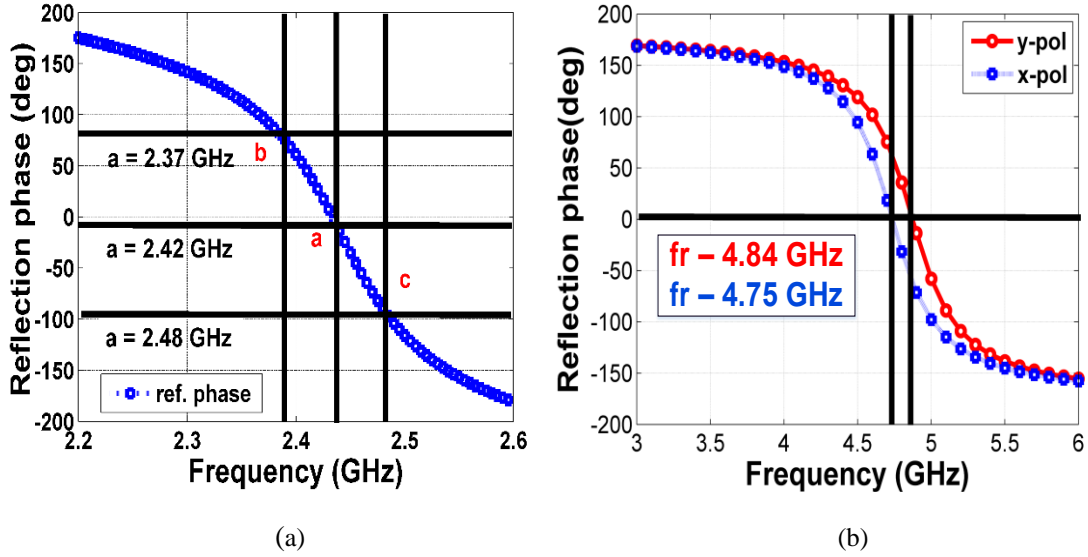 200
150
100
50
0
-50
-100
-150
-200
Reflection phase (deg)
b
a = 2.37 GHz
a
a = 2.42 GHz
c
a = 2.48 GHz
ref. phase
2.2 2.3 2.4 2.5 2.6
Frequency (GHz)
(a)
200
150
100
50
0
-50
-100
-150
-200
Reflection phase(deg)
y-pol
x-pol
fr – 4.84 GHz
fr – 4.75 GHz
3 3.5 4 4.5 5 5.5 6
Frequency (GHz)
(b)